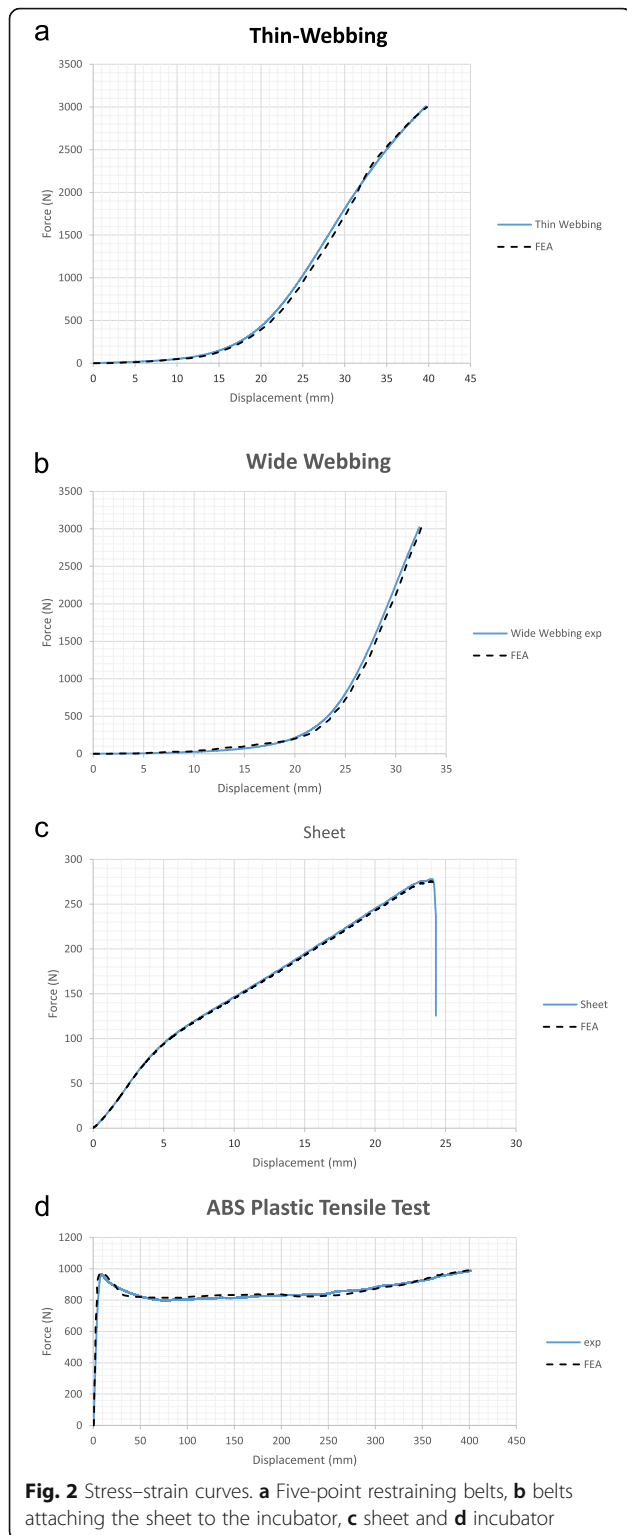 a
Thin-Webbing
3500
3000
2500
2000
1500
1000
500
0
Force (N)
0 5 10 15 20 25 30 35 40 45
Displacement (mm)
Thin Webbing
FEA
b
Wide Webbing
3500
3000
2500
2000
1500
1000
500
0
Force (N)
0 5 10 15 20 25 30 35
Displacement (mm)
Wide Webbing exp
FEA
c
Sheet
300
250
200
150
100
50
0
Force (N)
0 5 10 15 20 25 30
Displacement (mm)
Sheet
FEA
d
ABS Plastic Tensile Test
1200
1000
800
600
400
200
0
Force (N)
0 50 100 150 200 250 300 350 400 450
Displacement (mm)
exp
FEA
Fig. 2 Stress–strain curves. a Five-point restraining belts, b belts
attaching the sheet to the incubator, c sheet and d incubator